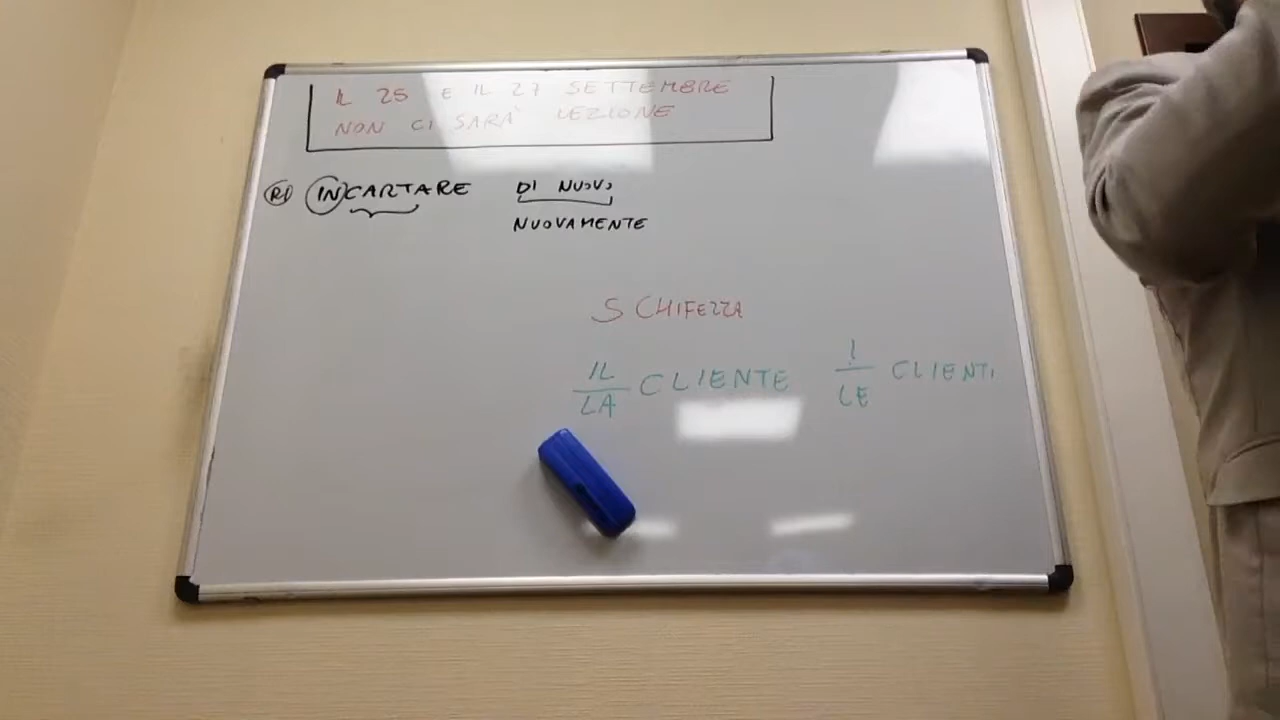 IL 25 E IL 27 SETTEMBRE
NON CI SARÀ LEZIONE
RI INCARTARE DI NUOVO
NUOVAMENTE
SCHIFEZZA
IL
LA CLIENTE
I
LE CLIENTI